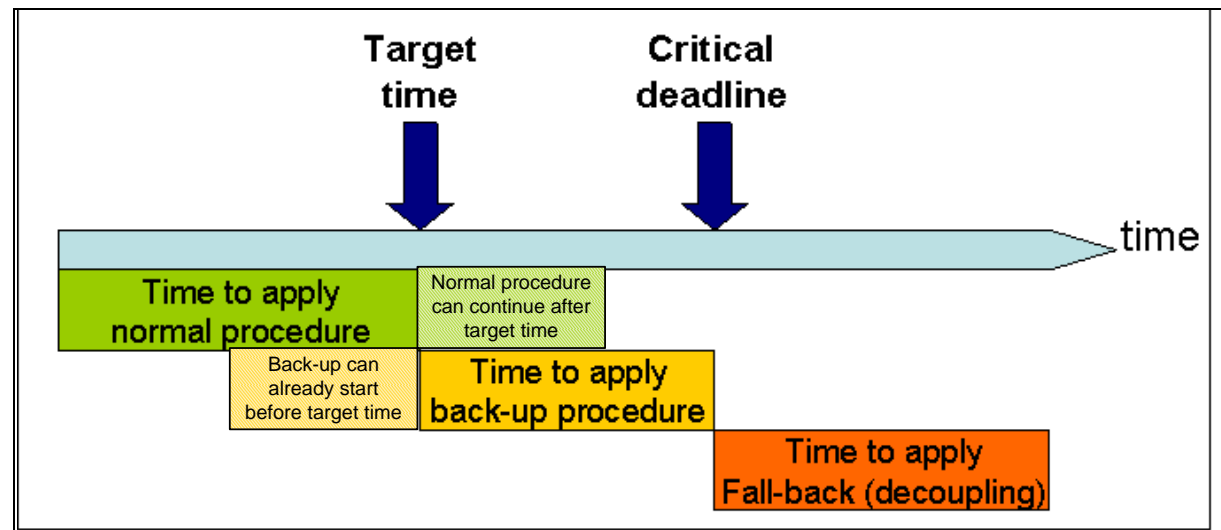 Target
time
Critical
deadline
time
Time to apply
normal procedure
Normal procedure
can continue after
target time
Back-up can
already start
before target time
Time to apply
back-up procedure
Time to apply
Fall-back (decoupling)